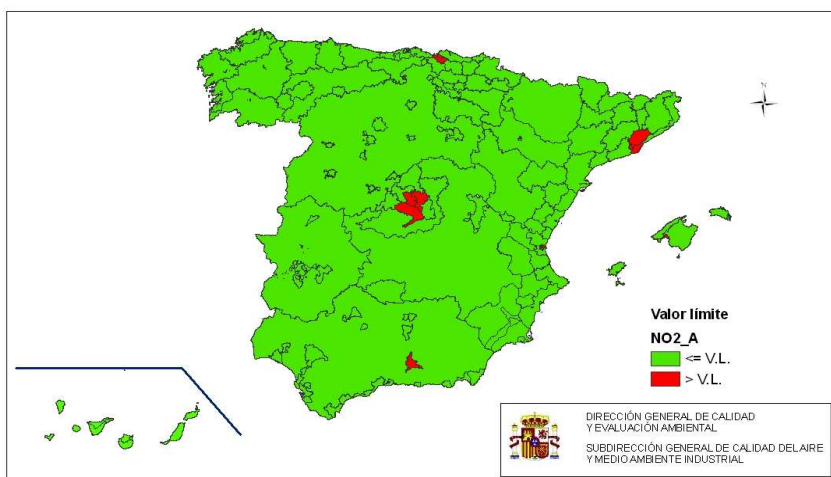 N
Valor límite
NO2_A
<= V.L.
> V.L.
DIRECCIÓN GENERAL DE CALIDAD
Y EVALUACIÓN AMBIENTAL
SUBDIRECCIÓN GENERAL DE CALIDAD DEL AIRE
Y MEDIO AMBIENTE INDUSTRIAL